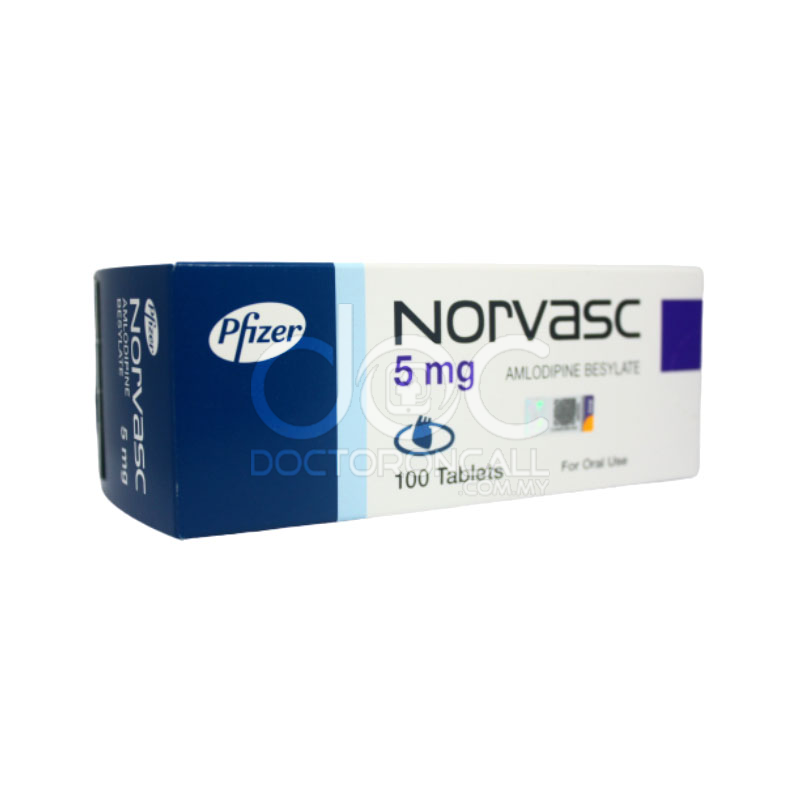 Pfizer
NORVASC
5 mg
AMLODIPINE BESYLATE
100 Tablets
For Oral Use
Pfizer
NORVASC
AMLODIPINE
BESYLATE
5 mg
doc
DOCTORONCALL
.COM.MY